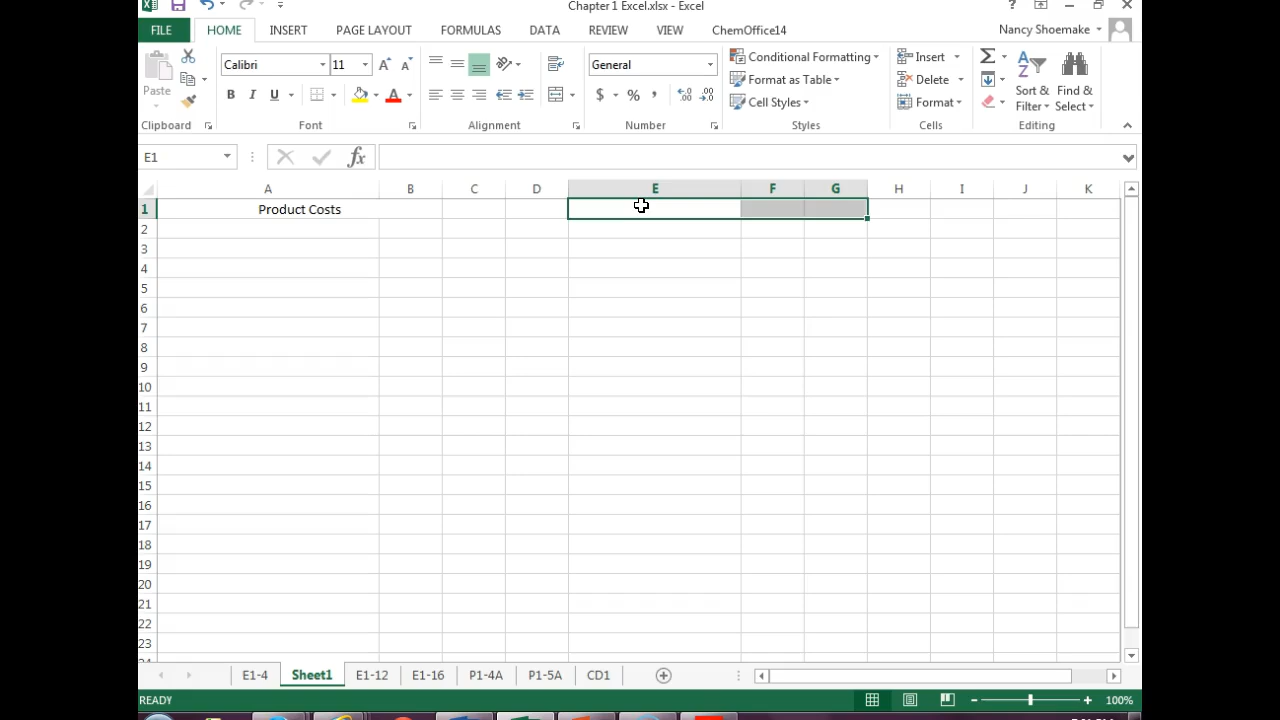 Chapter 1 Excel.xlsx - Excel
?
FILE HOME INSERT PAGE LAYOUT FORMULAS DATA REVIEW VIEW ChemOffice14 Nancy Shoemake
Paste
Calibri 11 A A
B I U A
General
$ % ,
Conditional Formatting
Format as Table
Cell Styles
Insert
Delete
Format
Sort & Filter
Find & Select
Clipboard Font Alignment Number Styles Cells Editing
E1 fx
A B C D E F G H I J K
1 Product Costs
2
3
4
5
6
7
8
9
10
11
12
13
14
15
16
17
18
19
20
21
22
23
E1-4 Sheet1 E1-12 E1-16 P1-4A P1-5A CD1
READY 100%